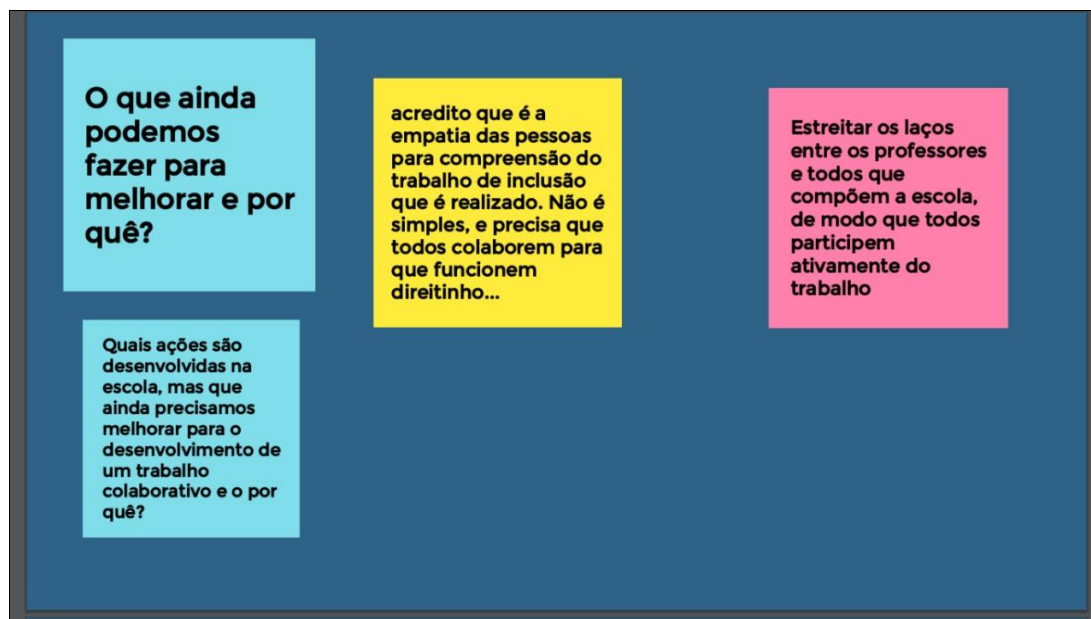 O que ainda
podemos
fazer para
melhorar e por
quê?
Quais ações são
desenvolvidas na
escola, mas que
ainda precisamos
melhorar para o
desenvolvimento de
um trabalho
colaborativo e o por
quê?
acredito que é a
empatia das pessoas
para compreensão do
trabalho de inclusão
que é realizado. Não é
simples, e precisa que
todos colaborem para
que funcionem
direitinho...
Estreitar os laços
entre os professores
e todos que
compõem a escola,
de modo que todos
participem
ativamente do
trabalho